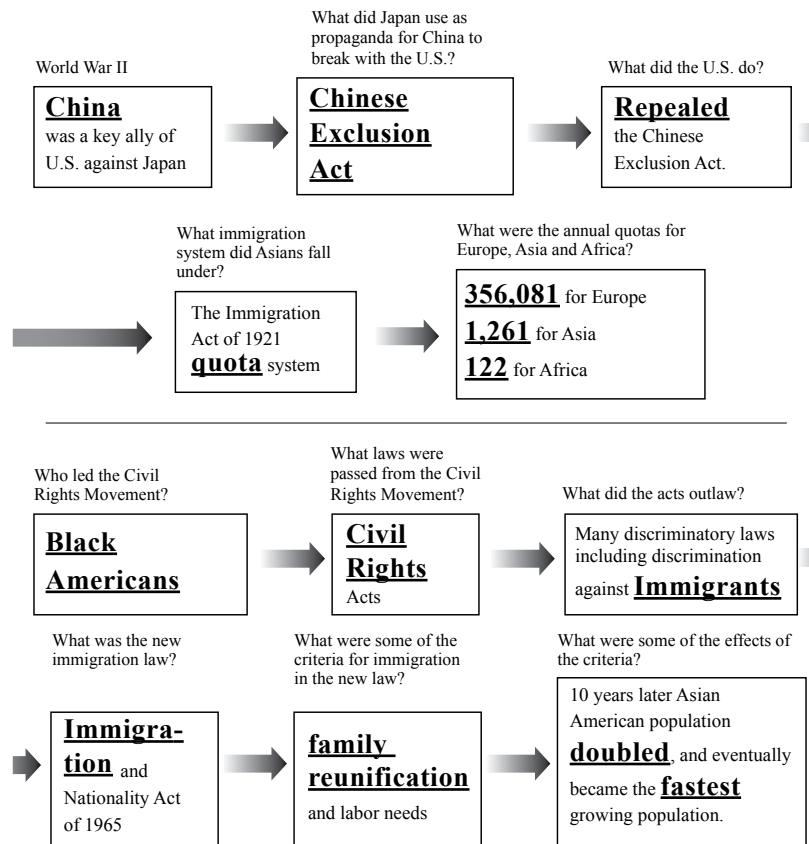 World War II
China
was a key ally of
U.S. against Japan
What did Japan use as
propaganda for China to
break with the U.S.?
Chinese
Exclusion
Act
What did the U.S. do?
Repealed
the Chinese
Exclusion Act.
What immigration
system did Asians fall
under?
The Immigration
Act of 1921
quota system
What were the annual quotas for
Europe, Asia and Africa?
356,081 for Europe
1,261 for Asia
122 for Africa
Who led the Civil
Rights Movement?
Black
Americans
What laws were
passed from the Civil
Rights Movement?
Civil
Rights
Acts
What did the acts outlaw?
Many discriminatory laws
including discrimination
against Immigrants
What was the new
immigration law?
Immigra-
tion and
Nationality Act
of 1965
What were some of the
criteria for immigration
in the new law?
family
reunification
and labor needs
What were some of the effects of
the criteria?
10 years later Asian
American population
doubled, and eventually
became the fastest
growing population.